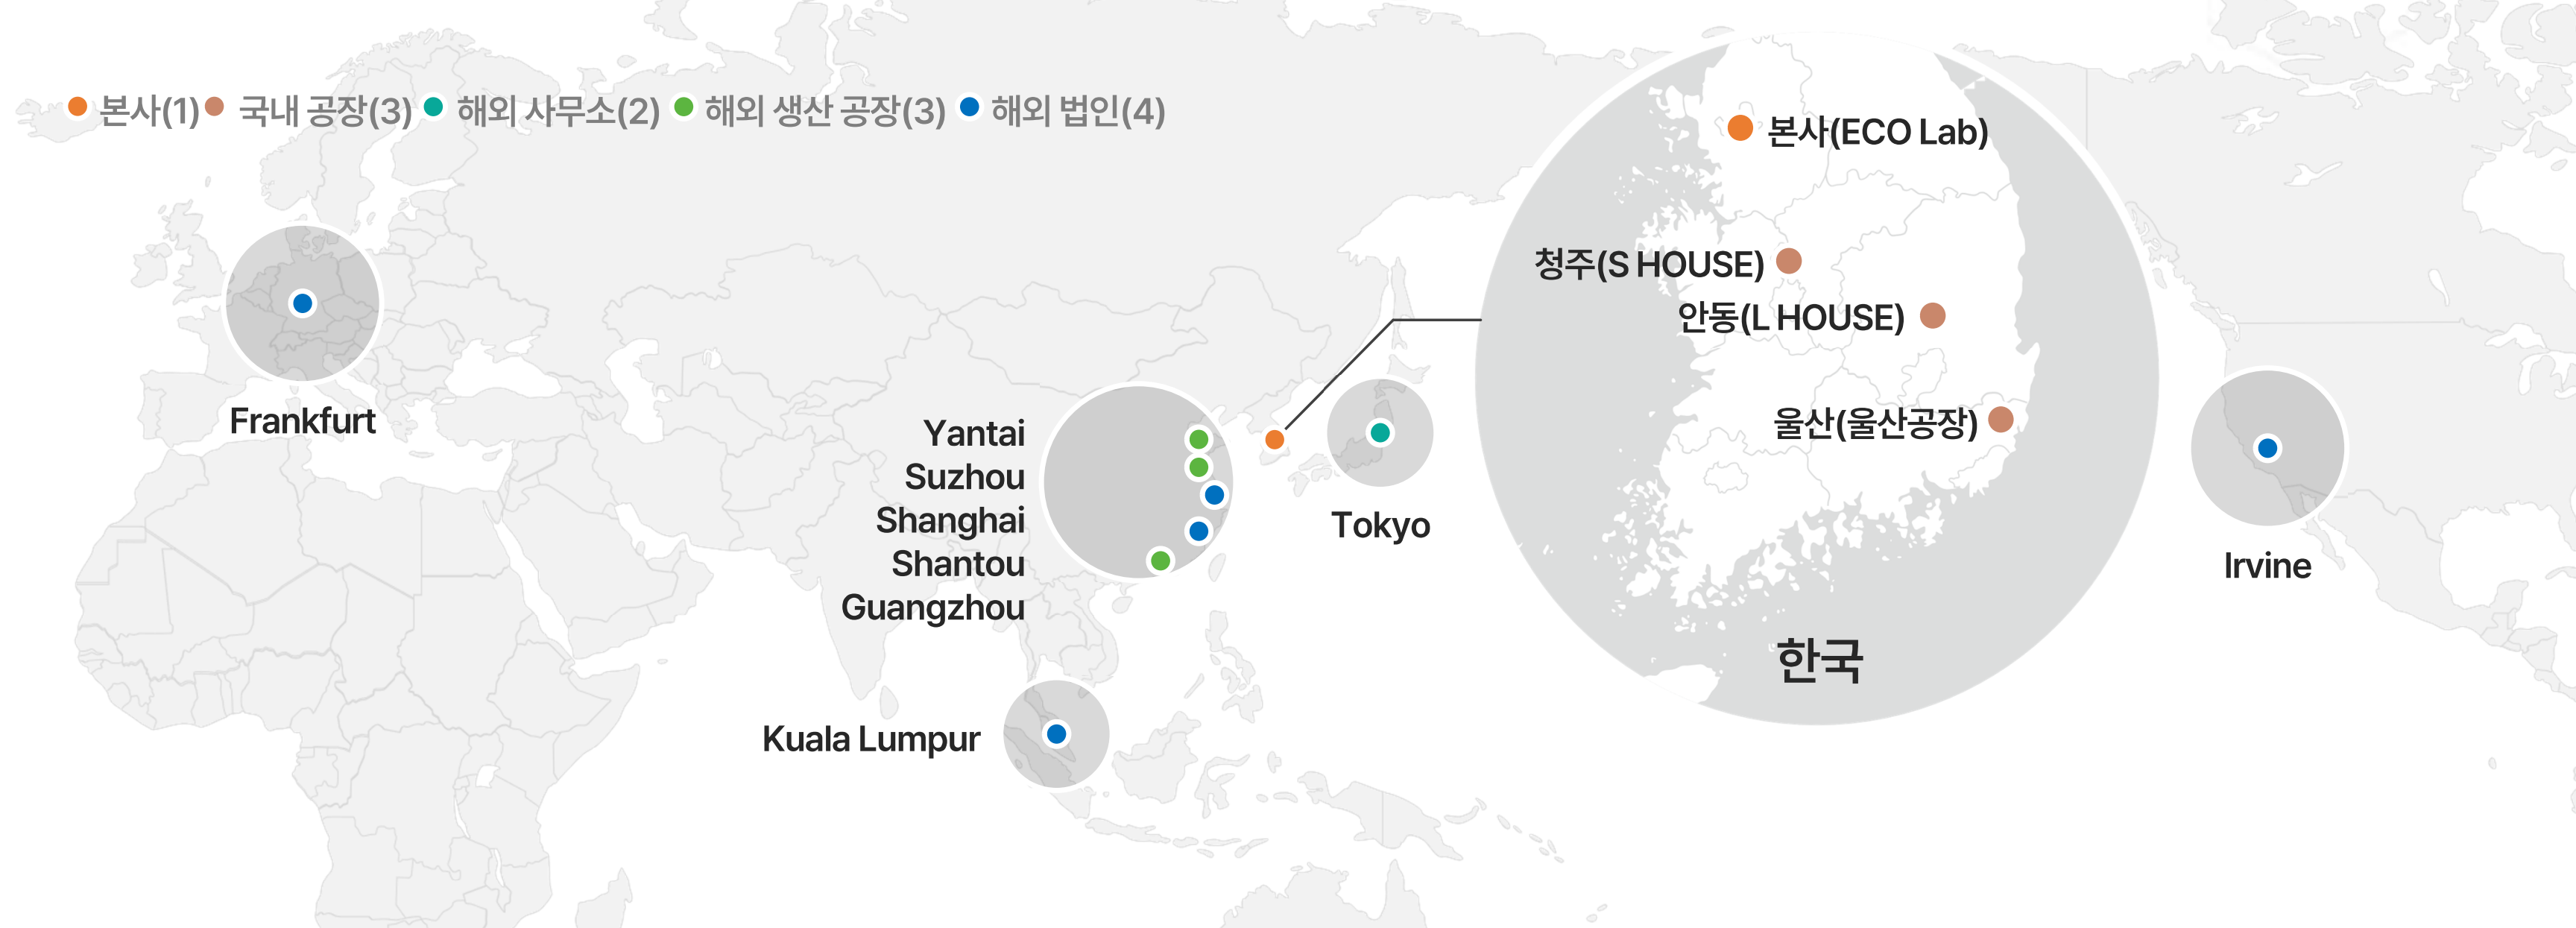 본사(1) 국내 공장(3) 해외 사무소(2) 해외 생산 공장(3) 해외 법인(4)
본사(ECO Lab)
청주(S HOUSE)
안동(L HOUSE)
울산(울산공장)
한국
Frankfurt
Yantai
Suzhou
Shanghai
Shantou
Guangzhou
Tokyo
Irvine
Kuala Lumpur